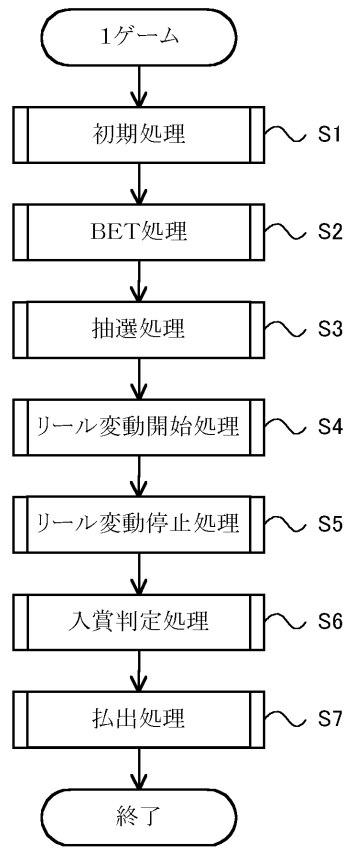 1ゲーム
初期処理 S1
BET処理 S2
抽選処理 S3
リール変動開始処理 S4
リール変動停止処理 S5
入賞判定処理 S6
払出処理 S7
終了